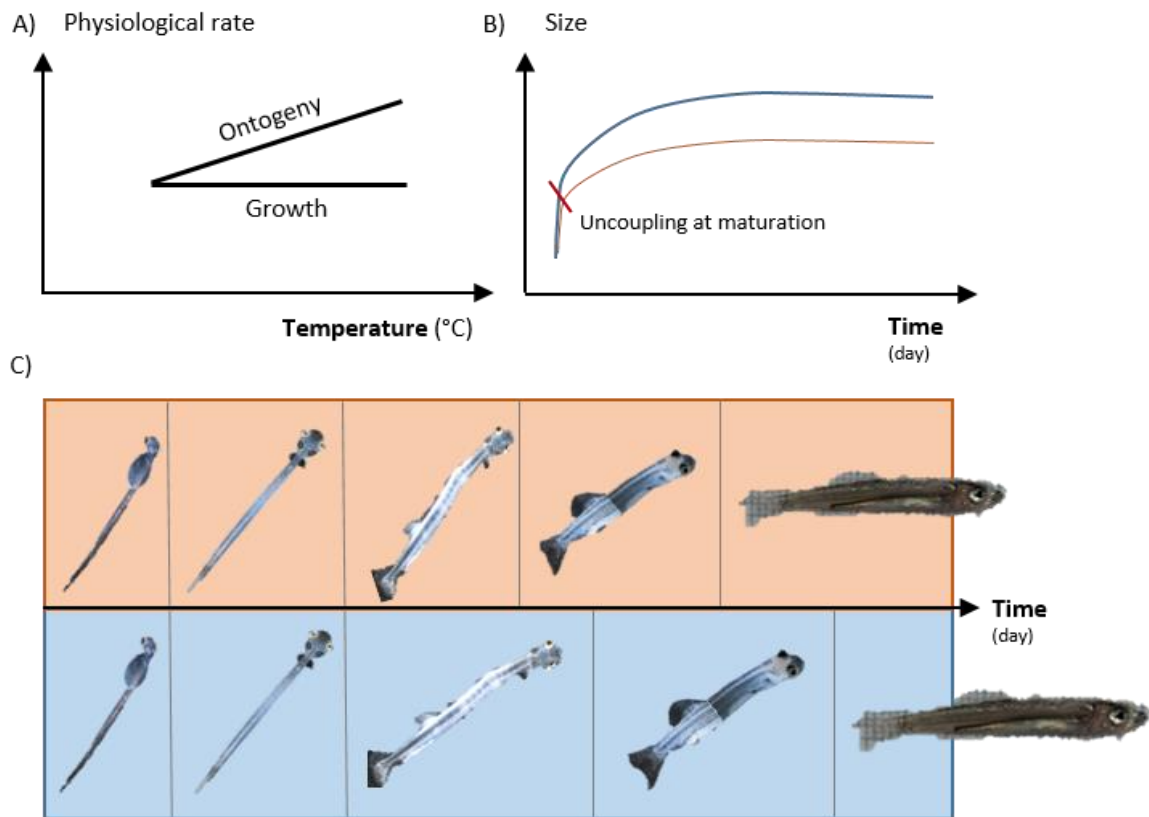 A) Physiological rate
Ontogeny
Growth
Temperature (°C)
B) Size
Uncoupling at maturation
Time
(day)
C)
Time
(day)